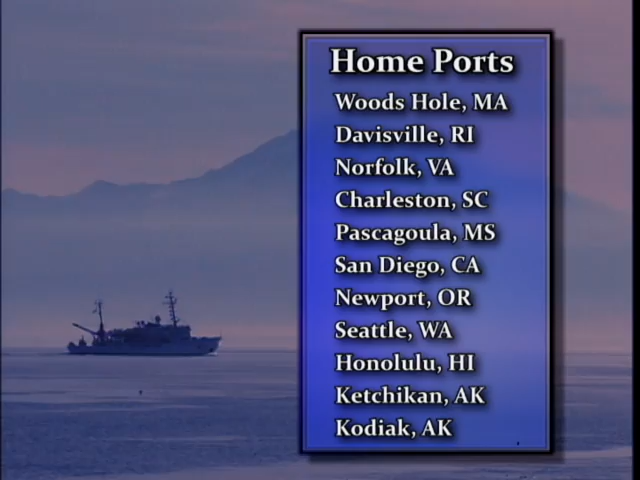 Home Ports
Woods Hole, MA
Davisville, RI
Norfolk, VA
Charleston, SC
Pascagoula, MS
San Diego, CA
Newport, OR
Seattle, WA
Honolulu, HI
Ketchikan, AK
Kodiak, AK